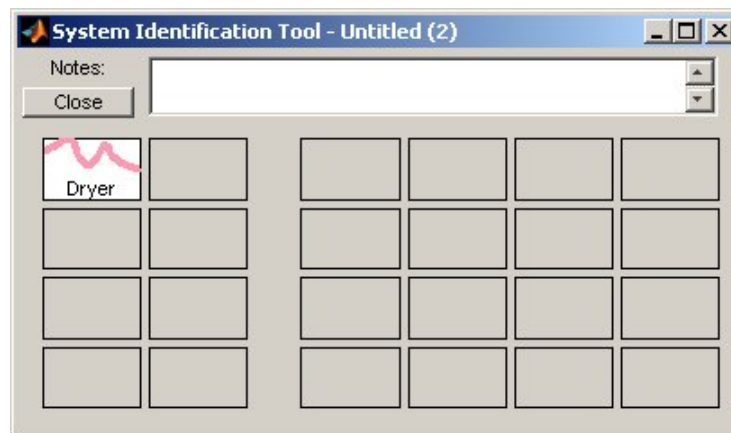 System Identification Tool - Untitled (2)
Notes:
Close
Dryer